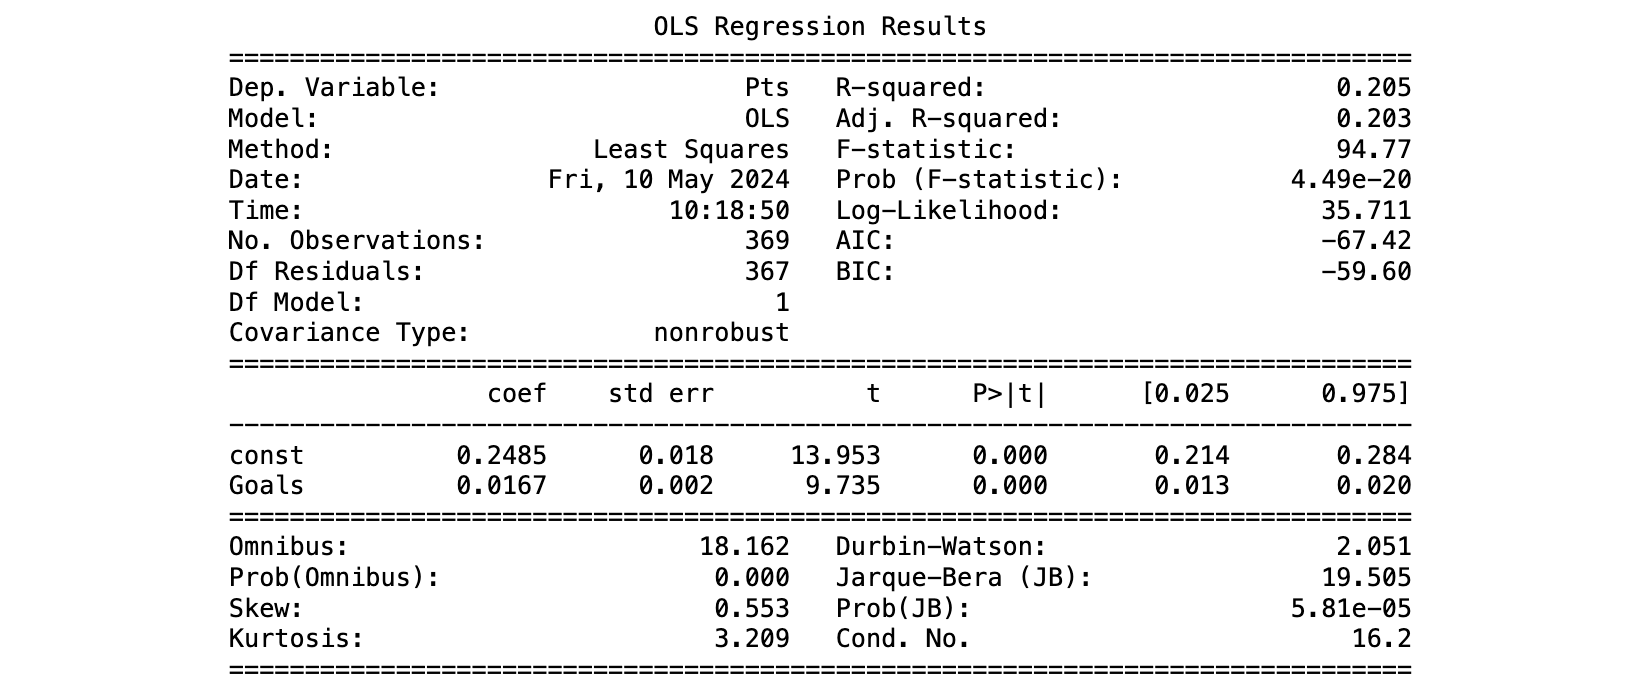 OLS Regression Results
==============================================================================
Dep. Variable:                    Pts   R-squared:                       0.205
Model:                            OLS   Adj. R-squared:                  0.203
Method:                 Least Squares   F-statistic:                     94.77
Date:                Fri, 10 May 2024   Prob (F-statistic):           4.49e-20
Time:                        10:18:50   Log-Likelihood:                 35.711
No. Observations:                 369   AIC:                            -67.42
Df Residuals:                     367   BIC:                            -59.60
Df Model:                           1
Covariance Type:            nonrobust
==============================================================================
                 coef    std err          t      P>|t|      [0.025      0.975]
------------------------------------------------------------------------------
const          0.2485      0.018     13.953      0.000       0.214       0.284
Goals          0.0167      0.002      9.735      0.000       0.013       0.020
==============================================================================
Omnibus:                       18.162   Durbin-Watson:                   2.051
Prob(Omnibus):                  0.000   Jarque-Bera (JB):               19.505
Skew:                           0.553   Prob(JB):                     5.81e-05
Kurtosis:                       3.209   Cond. No.                         16.2
==============================================================================